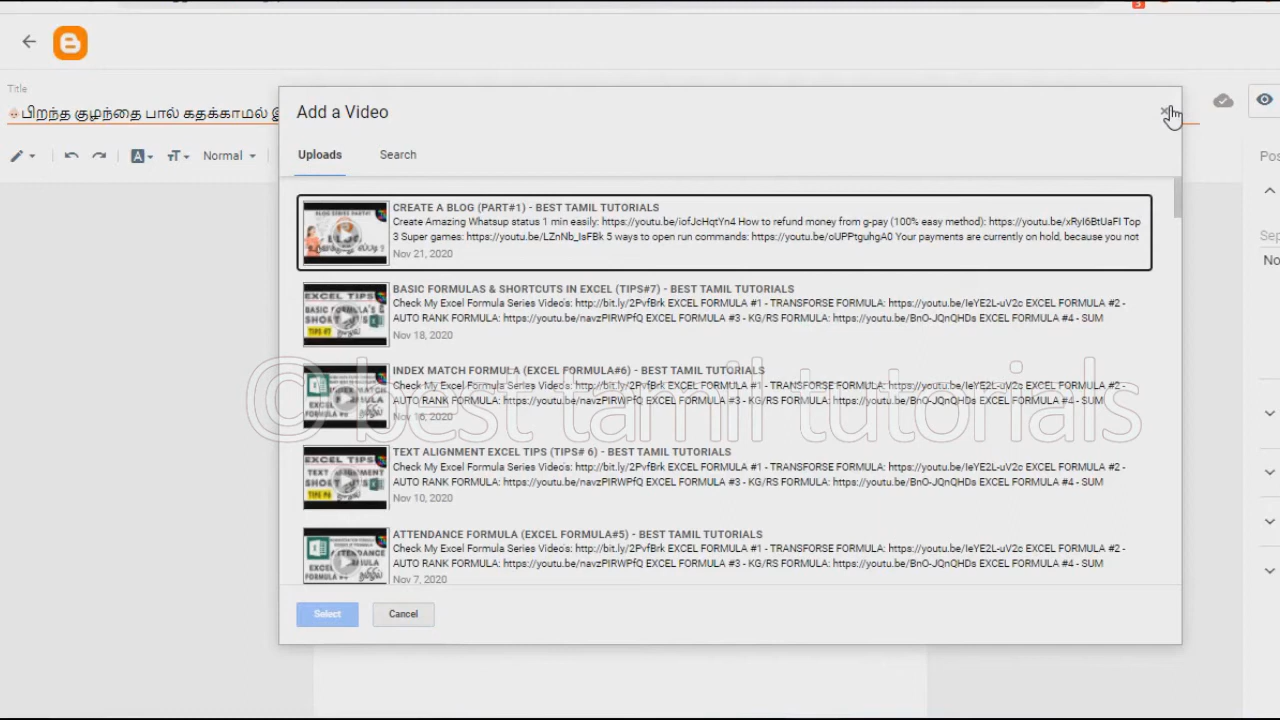 3
Title
பிறந்த குழந்தை பால் கதக்காமல் இ
Normal
Add a Video
Uploads
Search
CREATE A BLOG (PART#1) - BEST TAMIL TUTORIALS
Create Amazing Whatsup status 1 min easily: https://youtu.be/iofJcHqtYn4 How to refund money from g-pay (100% easy method): https://youtu.be/xRyI6BtUaFI Top
3 Super games: https://youtu.be/LZnNb_IsFBk 5 ways to open run commands: https://youtu.be/oUPPtguhgA0 Your payments are currently on hold, because you not
Nov 21, 2020
BASIC FORMULAS & SHORTCUTS IN EXCEL (TIPS#7) - BEST TAMIL TUTORIALS
Check My Excel Formula Series Videos: http://bit.ly/2PvfBrk EXCEL FORMULA #1 - TRANSFORSE FORMULA: https://youtu.be/IeYE2L-uV2c EXCEL FORMULA #2 -
AUTO RANK FORMULA: https://youtu.be/navzPIRWPfQ EXCEL FORMULA #3 - KG/RS FORMULA: https://youtu.be/BnO-JQnQHDs EXCEL FORMULA #4 - SUM
Nov 18, 2020
INDEX MATCH FORMULA (EXCEL FORMULA#6) - BEST TAMIL TUTORIALS
Check My Excel Formula Series Videos: http://bit.ly/2PvfBrk EXCEL FORMULA #1 - TRANSFORSE FORMULA: https://youtu.be/IeYE2L-uV2c EXCEL FORMULA #2 -
AUTO RANK FORMULA: https://youtu.be/navzPIRWPfQ EXCEL FORMULA #3 - KG/RS FORMULA: https://youtu.be/BnO-JQnQHDs EXCEL FORMULA #4 - SUM
Nov 16, 2020
© best tamil tutorials
TEXT ALIGNMENT EXCEL TIPS (TIPS# 6) - BEST TAMIL TUTORIALS
Check My Excel Formula Series Videos: http://bit.ly/2PvfBrk EXCEL FORMULA #1 - TRANSFORSE FORMULA: https://youtu.be/IeYE2L-uV2c EXCEL FORMULA #2 -
AUTO RANK FORMULA: https://youtu.be/navzPIRWPfQ EXCEL FORMULA #3 - KG/RS FORMULA: https://youtu.be/BnO-JQnQHDs EXCEL FORMULA #4 - SUM
Nov 10, 2020
ATTENDANCE FORMULA (EXCEL FORMULA#5) - BEST TAMIL TUTORIALS
Check My Excel Formula Series Videos: http://bit.ly/2PvfBrk EXCEL FORMULA #1 - TRANSFORSE FORMULA: https://youtu.be/IeYE2L-uV2c EXCEL FORMULA #2 -
AUTO RANK FORMULA: https://youtu.be/navzPIRWPfQ EXCEL FORMULA #3 - KG/RS FORMULA: https://youtu.be/BnO-JQnQHDs EXCEL FORMULA #4 - SUM
Nov 7, 2020
Select
Cancel
Pos
Sep
No